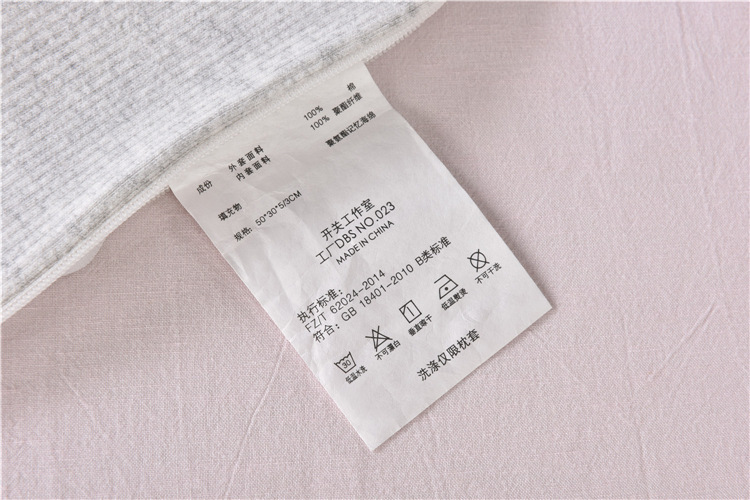 成份 外套面料 100% 棉
内套面料 100% 聚酯纤维
填充物 聚氨酯记忆海绵
规格: 50*30*5/3CM
开关工作室
工厂DBS NO.023
MADE IN CHINA
执行标准:
FZ/T 62024-2014
符合: GB 18401-2010 B类标准
30
低温水洗 不可漂白 垂直晾干 低温熨烫 不可干洗
洗涤仅限枕套